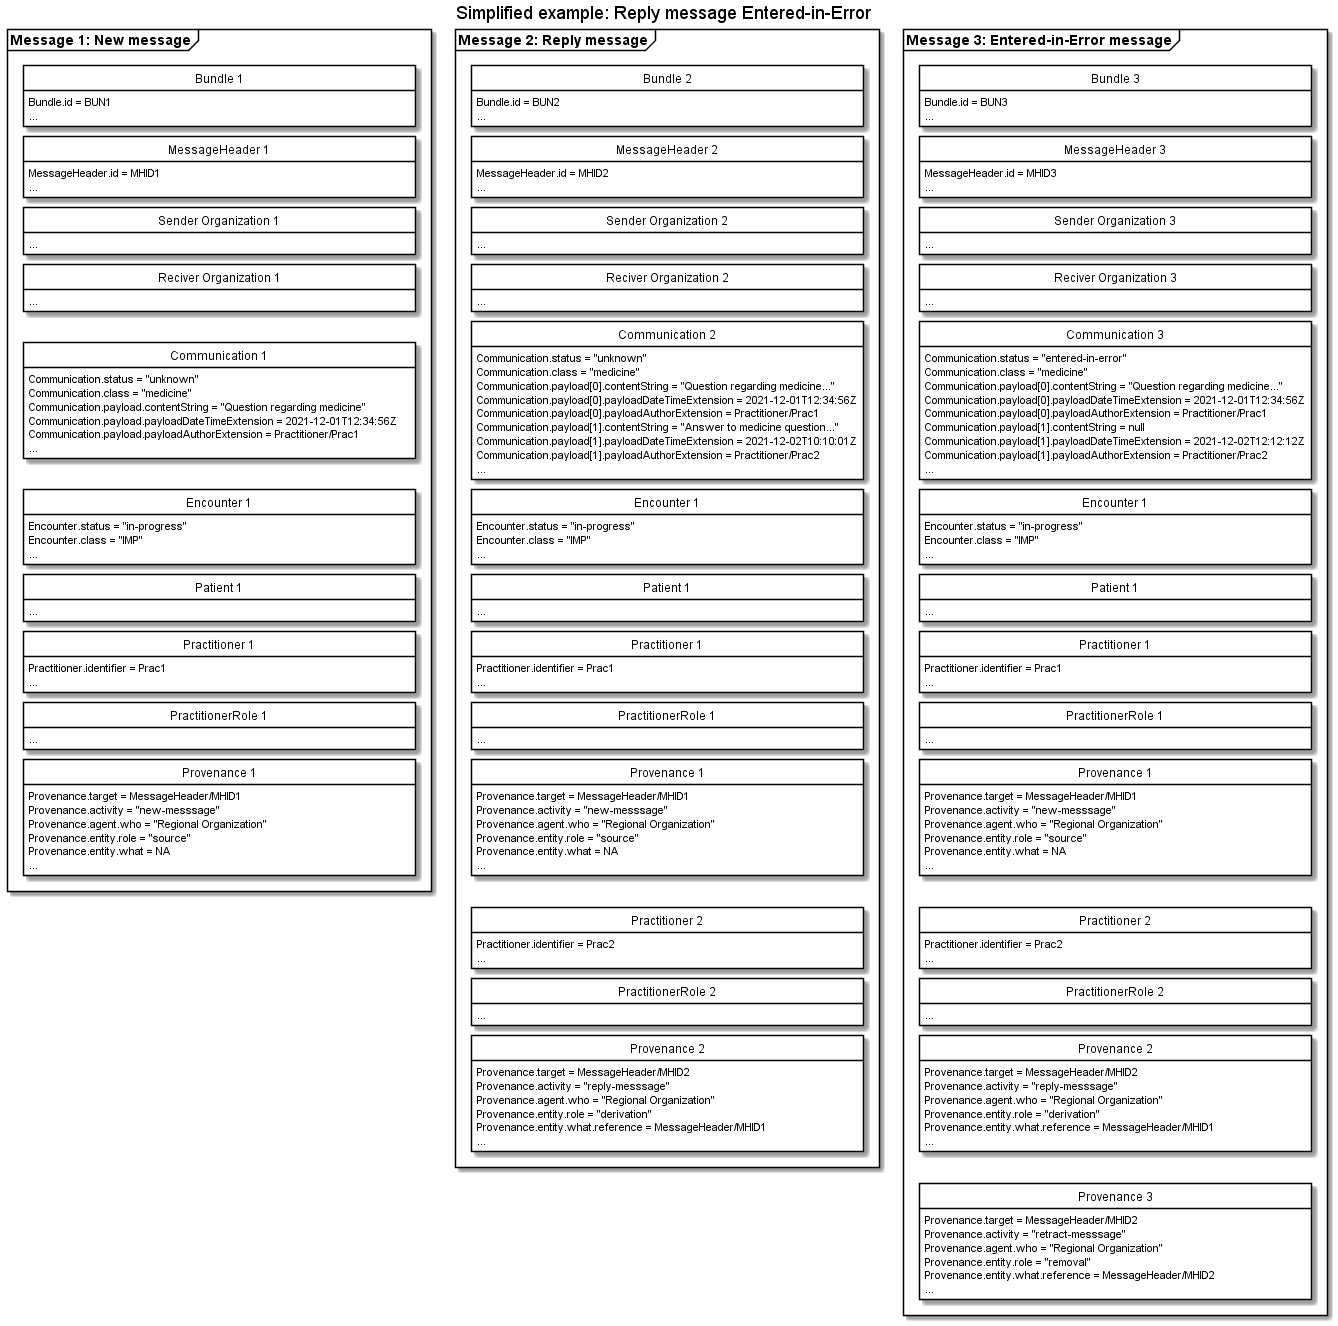 Simplified example: Reply message Entered-in-Error
Message 1: New message
Bundle 1
Bundle.id = BUN1
...
MessageHeader 1
MessageHeader.id = MHID1
...
Sender Organization 1
...
Reciver Organization 1
...
Communication 1
Communication.status = "unknown"
Communication.class = "medicine"
Communication.payload.contentString = "Question regarding medicine"
Communication.payload.payloadDateTimeExtension = 2021-12-01T12:34:56Z
Communication.payload.payloadAuthorExtension = Practitioner/Prac1
...
Encounter 1
Encounter.status = "in-progress"
Encounter.class = "IMP"
...
Patient 1
...
Practitioner 1
Practitioner.identifier = Prac1
...
PractitionerRole 1
...
Provenance 1
Provenance.target = MessageHeader/MHID1
Provenance.activity = "new-messsage"
Provenance.agent.who = "Regional Organization"
Provenance.entity.role = "source"
Provenance.entity.what = NA
...
Message 2: Reply message
Bundle 2
Bundle.id = BUN2
...
MessageHeader 2
MessageHeader.id = MHID2
...
Sender Organization 2
...
Reciver Organization 2
...
Communication 2
Communication.status = "unknown"
Communication.class = "medicine"
Communication.payload[0].contentString = "Question regarding medicine..."
Communication.payload[0].payloadDateTimeExtension = 2021-12-01T12:34:56Z
Communication.payload[0].payloadAuthorExtension = Practitioner/Prac1
Communication.payload[1].contentString = "Answer to medicine question..."
Communication.payload[1].payloadDateTimeExtension = 2021-12-02T10:10:01Z
Communication.payload[1].payloadAuthorExtension = Practitioner/Prac2
...
Encounter 1
Encounter.status = "in-progress"
Encounter.class = "IMP"
...
Patient 1
...
Practitioner 1
Practitioner.identifier = Prac1
...
PractitionerRole 1
...
Provenance 1
Provenance.target = MessageHeader/MHID1
Provenance.activity = "new-messsage"
Provenance.agent.who = "Regional Organization"
Provenance.entity.role = "source"
Provenance.entity.what = NA
...
Practitioner 2
Practitioner.identifier = Prac2
...
PractitionerRole 2
...
Provenance 2
Provenance.target = MessageHeader/MHID2
Provenance.activity = "reply-messsage"
Provenance.agent.who = "Regional Organization"
Provenance.entity.role = "derivation"
Provenance.entity.what.reference = MessageHeader/MHID1
...
Message 3: Entered-in-Error message
Bundle 3
Bundle.id = BUN3
...
MessageHeader 3
MessageHeader.id = MHID3
...
Sender Organization 3
...
Reciver Organization 3
...
Communication 3
Communication.status = "entered-in-error"
Communication.class = "medicine"
Communication.payload[0].contentString = "Question regarding medicine..."
Communication.payload[0].payloadDateTimeExtension = 2021-12-01T12:34:56Z
Communication.payload[0].payloadAuthorExtension = Practitioner/Prac1
Communication.payload[1].contentString = null
Communication.payload[1].payloadDateTimeExtension = 2021-12-02T12:12:12Z
Communication.payload[1].payloadAuthorExtension = Practitioner/Prac2
...
Encounter 1
Encounter.status = "in-progress"
Encounter.class = "IMP"
...
Patient 1
...
Practitioner 1
Practitioner.identifier = Prac1
...
PractitionerRole 1
...
Provenance 1
Provenance.target = MessageHeader/MHID1
Provenance.activity = "new-messsage"
Provenance.agent.who = "Regional Organization"
Provenance.entity.role = "source"
Provenance.entity.what = NA
...
Practitioner 2
Practitioner.identifier = Prac2
...
PractitionerRole 2
...
Provenance 2
Provenance.target = MessageHeader/MHID2
Provenance.activity = "reply-messsage"
Provenance.agent.who = "Regional Organization"
Provenance.entity.role = "derivation"
Provenance.entity.what.reference = MessageHeader/MHID1
...
Provenance 3
Provenance.target = MessageHeader/MHID2
Provenance.activity = "retract-messsage"
Provenance.agent.who = "Regional Organization"
Provenance.entity.role = "removal"
Provenance.entity.what.reference = MessageHeader/MHID2
...